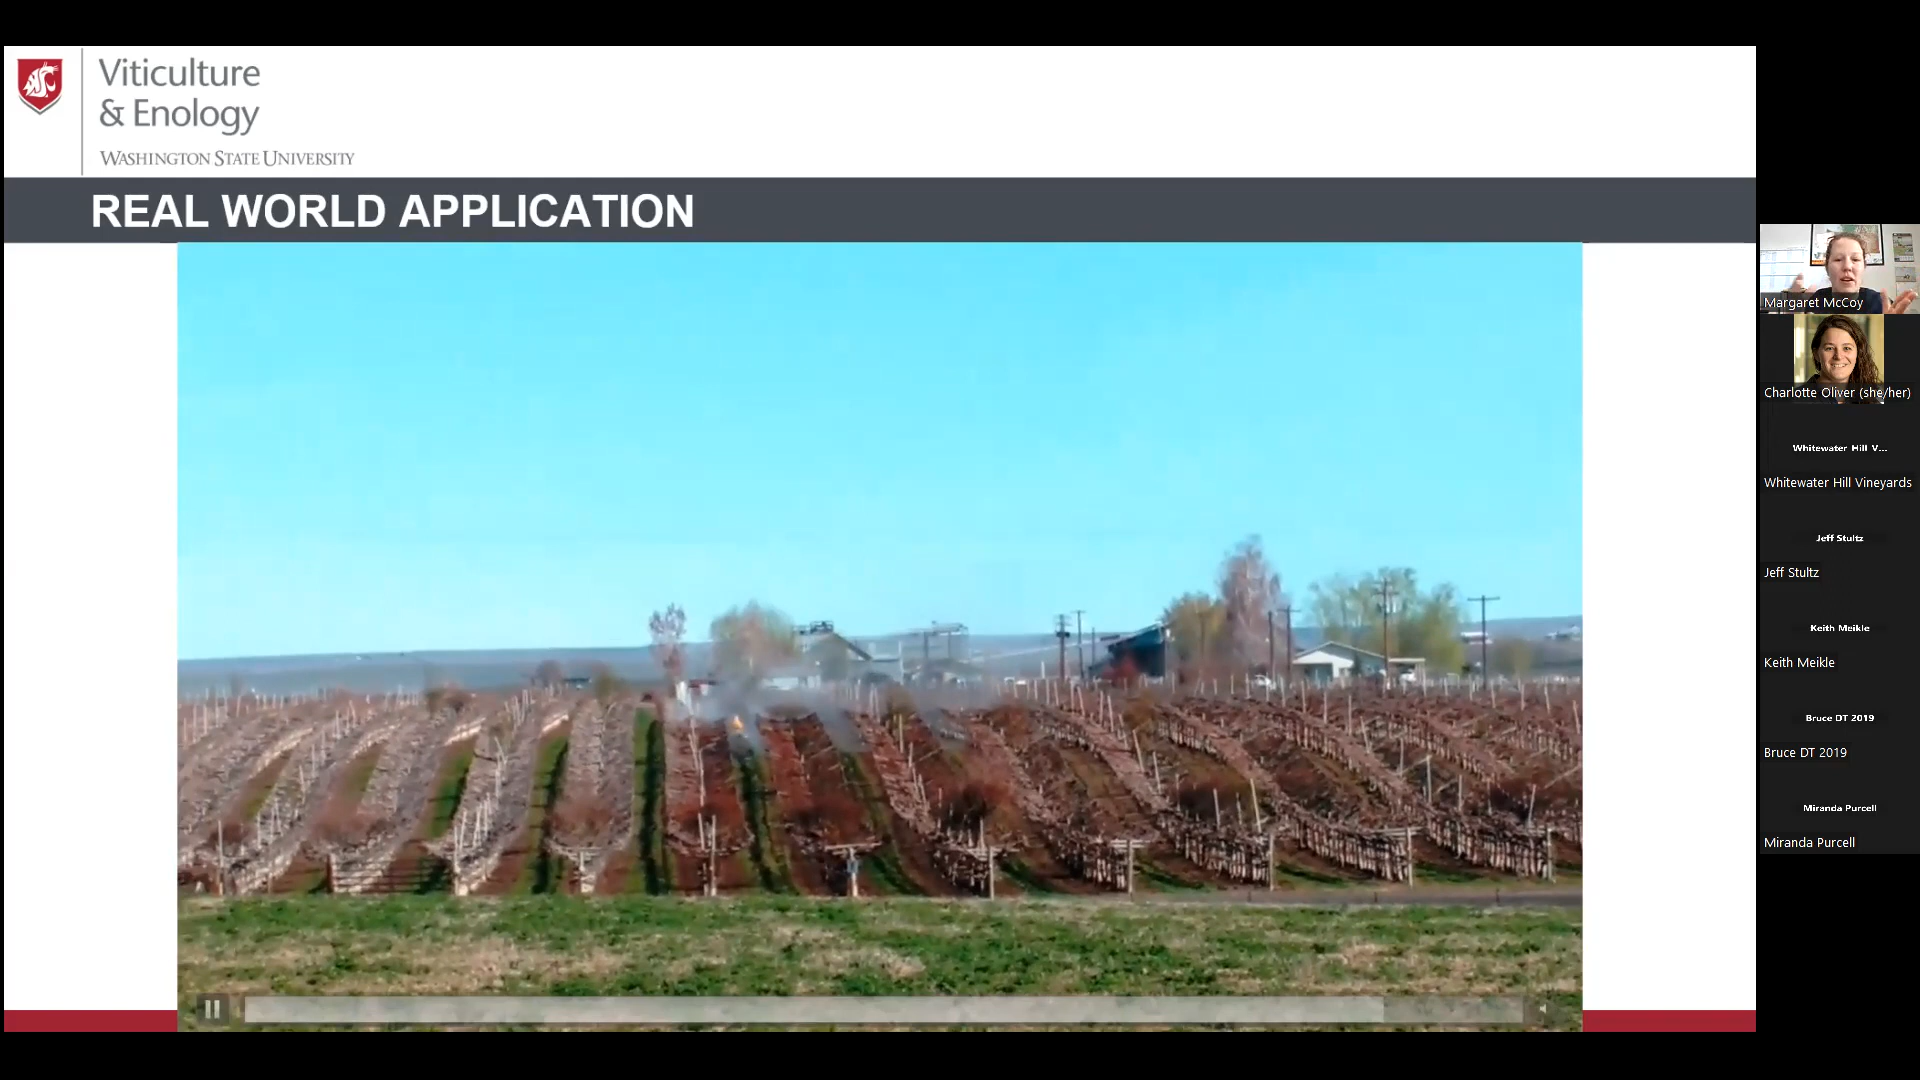 Viticulture
& Enology
WASHINGTON STATE UNIVERSITY
REAL WORLD APPLICATION
Margaret McCoy
Charlotte Oliver (she/her)
Whitewater Hill V...
Whitewater Hill Vineyards
Jeff Stultz
Jeff Stultz
Keith Meikle
Keith Meikle
Bruce DT 2019
Bruce DT 2019
Miranda Purcell
Miranda Purcell